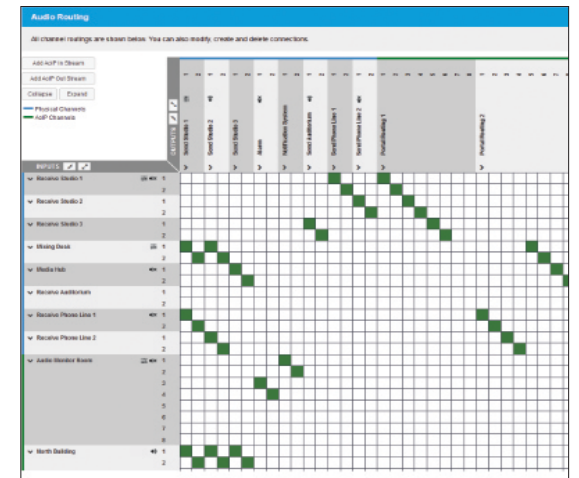 Audio Routing
All channel routings are shown below. You can also modify, create and delete connections.
Add AoIP In Stream
Add AoIP Out Stream
Collapse Expand
Physical Channels
AoIP Channels
OUTPUTS
Send Studio 1
Send Studio 2
Send Studio 3
Alarm
Notification System
Send Auditorium
Send Phone Line 1
Send Phone Line 2
Portal Routing 1
Portal Routing 2
INPUTS
Receive Studio 1 1
2
Receive Studio 2 1
2
Receive Studio 3 1
2
Mixing Desk 1
2
Media Hub 1
2
Receive Auditorium 1
2
Receive Phone Line 1 1
2
Receive Phone Line 2 1
2
Audio Monitor Room 1
2
3
4
5
6
7
8
North Building 1
2